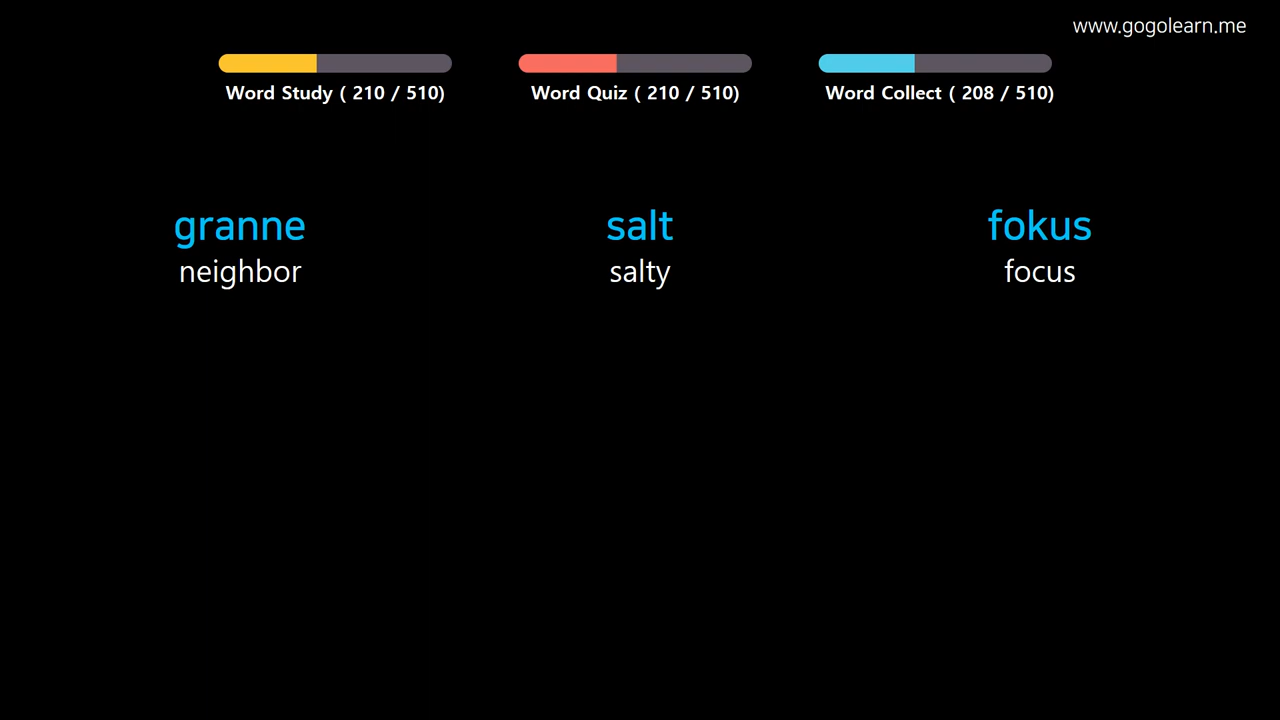 www.gogolearn.me
Word Study ( 210 / 510)
Word Quiz ( 210 / 510)
Word Collect ( 208 / 510)
granne
neighbor
salt
salty
fokus
focus